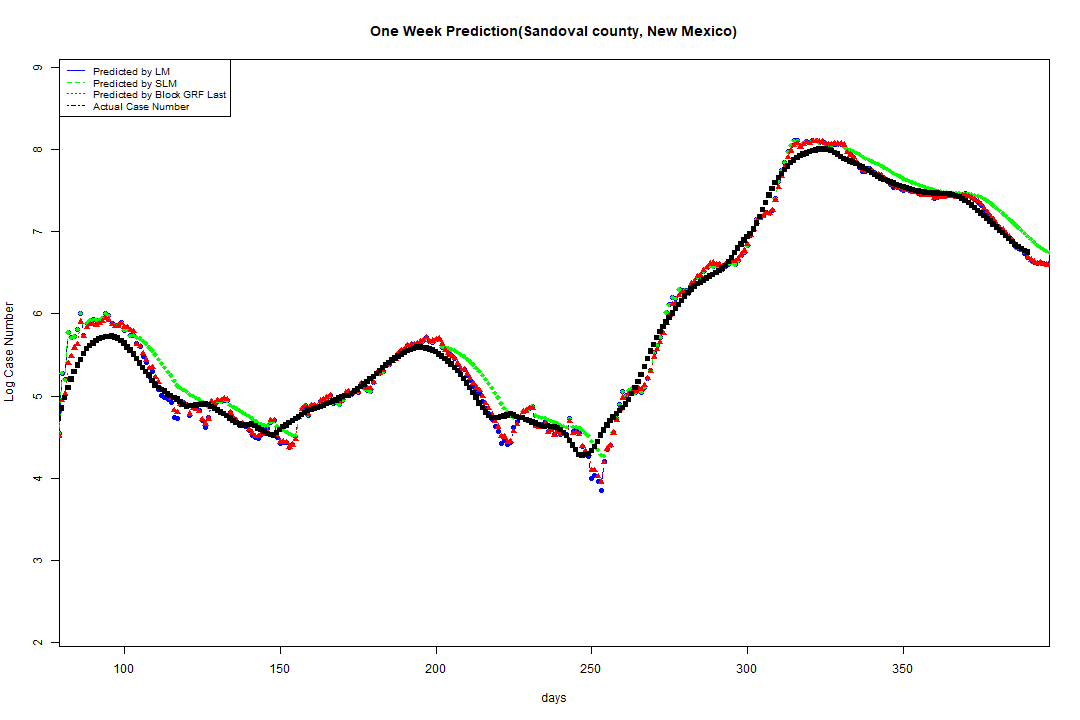 One Week Prediction(Sandoval county, New Mexico)
Predicted by LM
Predicted by SLM
Predicted by Block GRF Last
Actual Case Number
Log Case Number
9
8
7
6
5
4
3
2
100 150 200 250 300 350
days